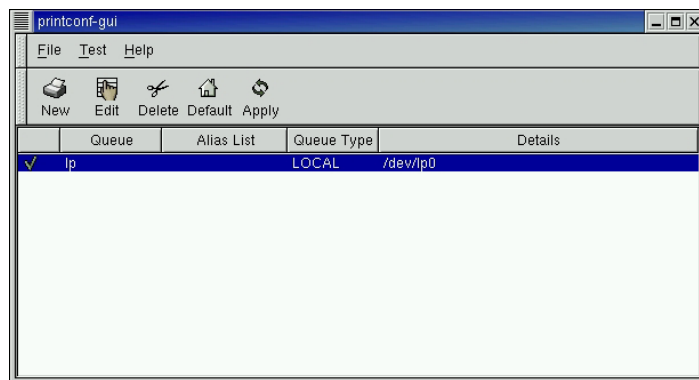 printconf-gui
File Test Help
New Edit Delete Default Apply
Queue Alias List Queue Type Details
lp LOCAL /dev/lp0